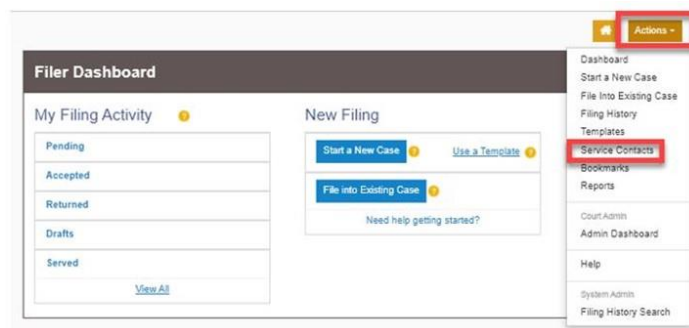 Actions
Filer Dashboard
My Filing Activity ?
Pending
Accepted
Returned
Drafts
Served
View All
New Filing
Start a New Case ? Use a Template ?
File into Existing Case ?
Need help getting started?
Dashboard
Start a New Case
File Into Existing Case
Filing History
Templates
Service Contacts
Bookmarks
Reports
Court Admin
Admin Dashboard
Help
System Admin
Filing History Search